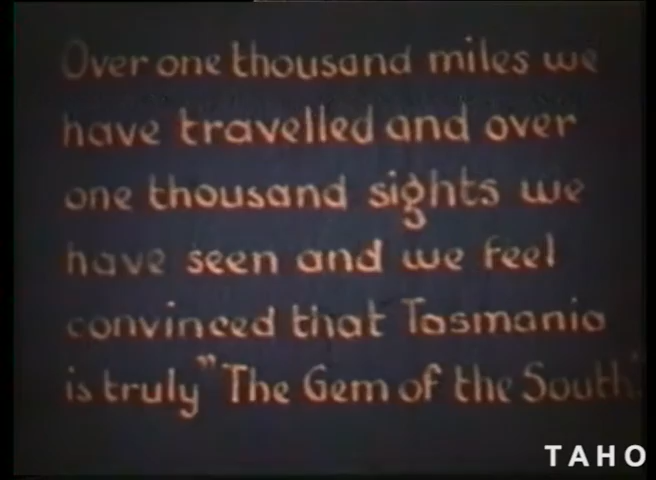 Over one thousand miles we
have travelled and over
one thousand sights we
have seen and we feel
convinced that Tasmania
is truly "The Gem of the South".
TAHO